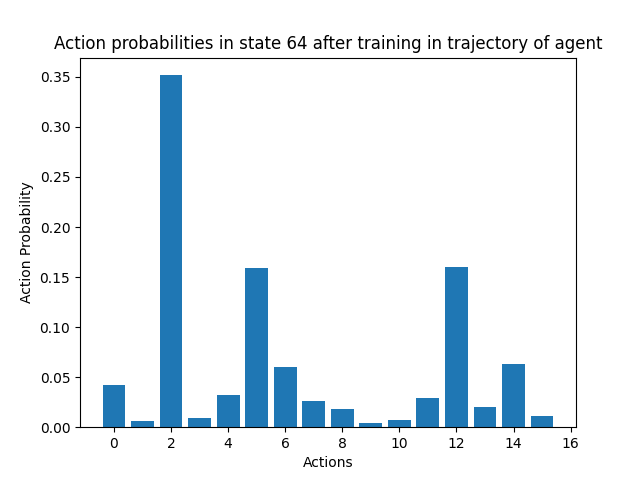 Action probabilities in state 64 after training in trajectory of agent
0.35
0.30
0.25
0.20
0.15
0.10
0.05
0.00
Action Probability
0 2 4 6 8 10 12 14 16
Actions